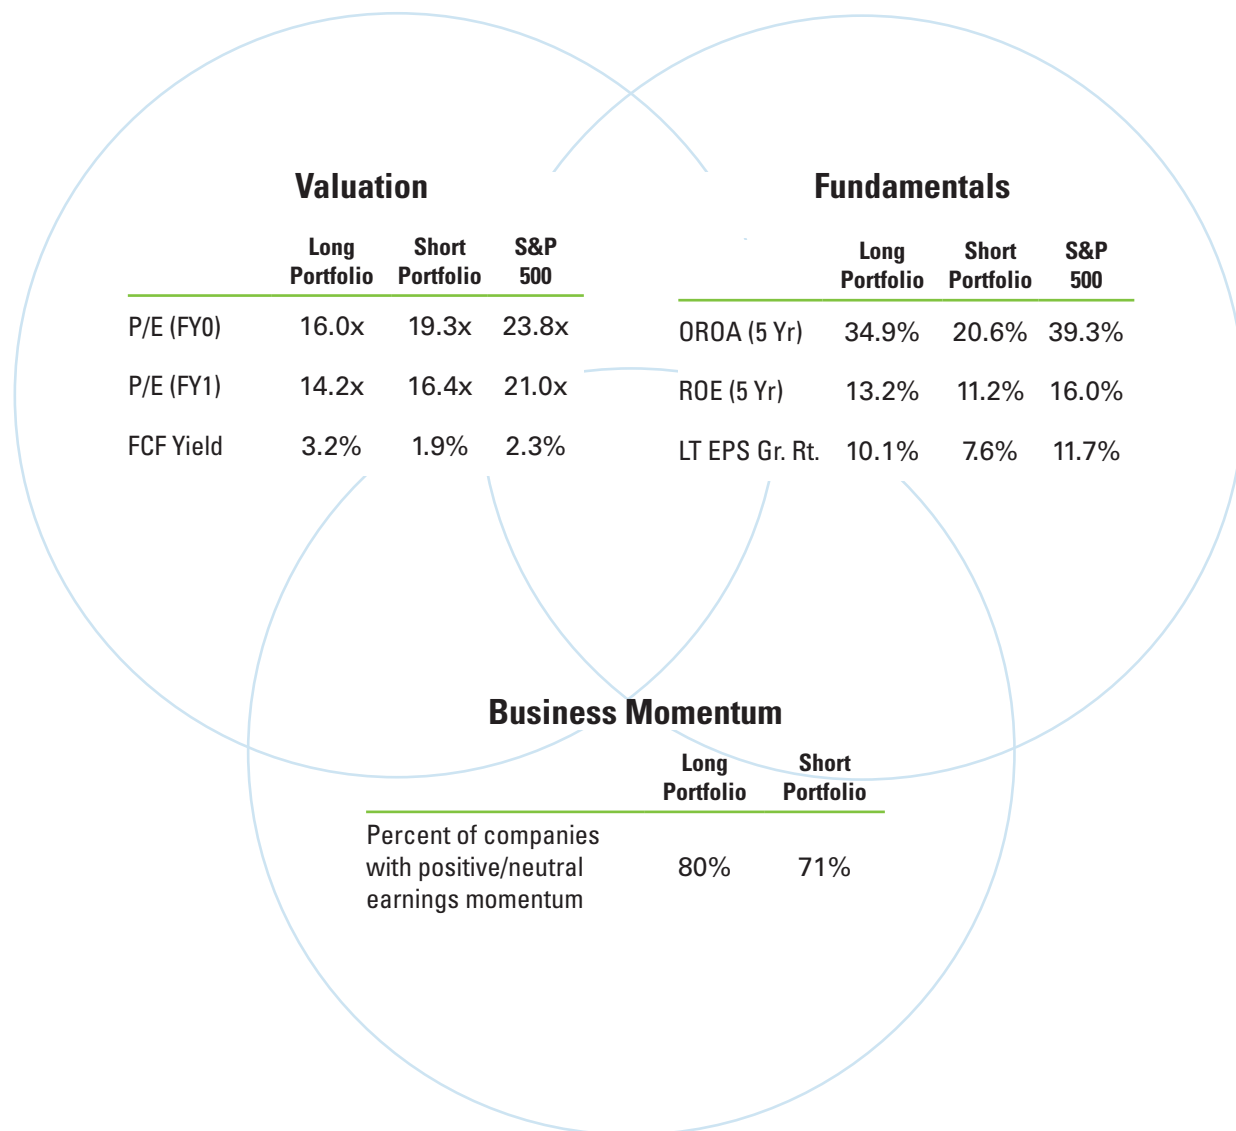 Valuation
Long Short S&P
Portfolio Portfolio 500
P/E (FY0) 16.0x 19.3x 23.8x
P/E (FY1) 14.2x 16.4x 21.0x
FCF Yield 3.2% 1.9% 2.3%
Fundamentals
Long Short S&P
Portfolio Portfolio 500
OROA (5 Yr) 34.9% 20.6% 39.3%
ROE (5 Yr) 13.2% 11.2% 16.0%
LT EPS Gr. Rt. 10.1% 7.6% 11.7%
Business Momentum
Long Short
Portfolio Portfolio
Percent of companies
with positive/neutral 80% 71%
earnings momentum